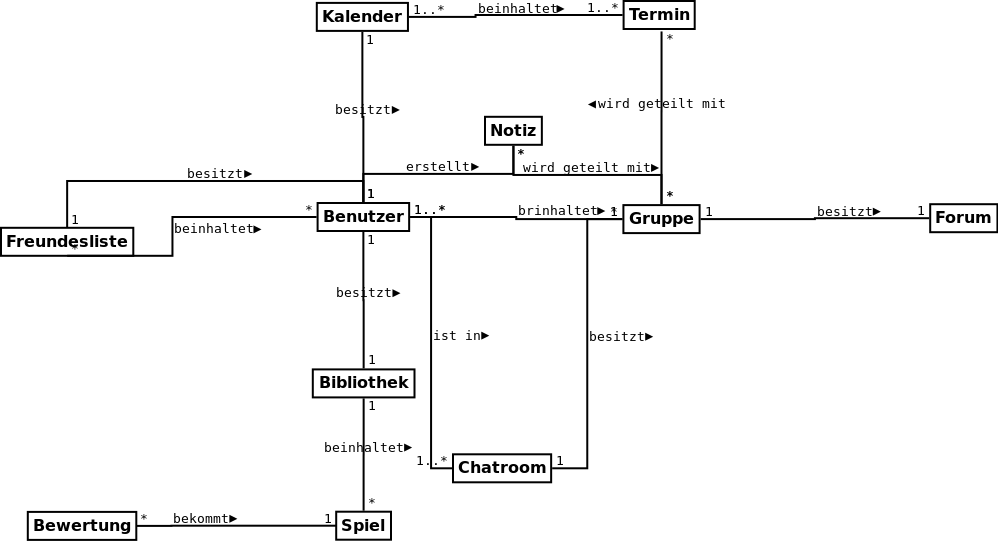 Kalender
1..*
beinhaltet▶
1..*
Termin
1
*
besitzt▶
◀wird geteilt mit
Notiz
*
besitzt▶
erstellt▶
wird geteilt mit▶
1
*
1
*
Benutzer
1..*
brinhaltet▶
*
1
Gruppe
1
besitzt▶
1
Forum
beinhaltet▶
Freundesliste
*
1
besitzt▶
ist in▶
besitzt▶
1
Bibliothek
1
beinhaltet▶
1..*
Chatroom
1
*
Bewertung
*
bekommt▶
1
Spiel